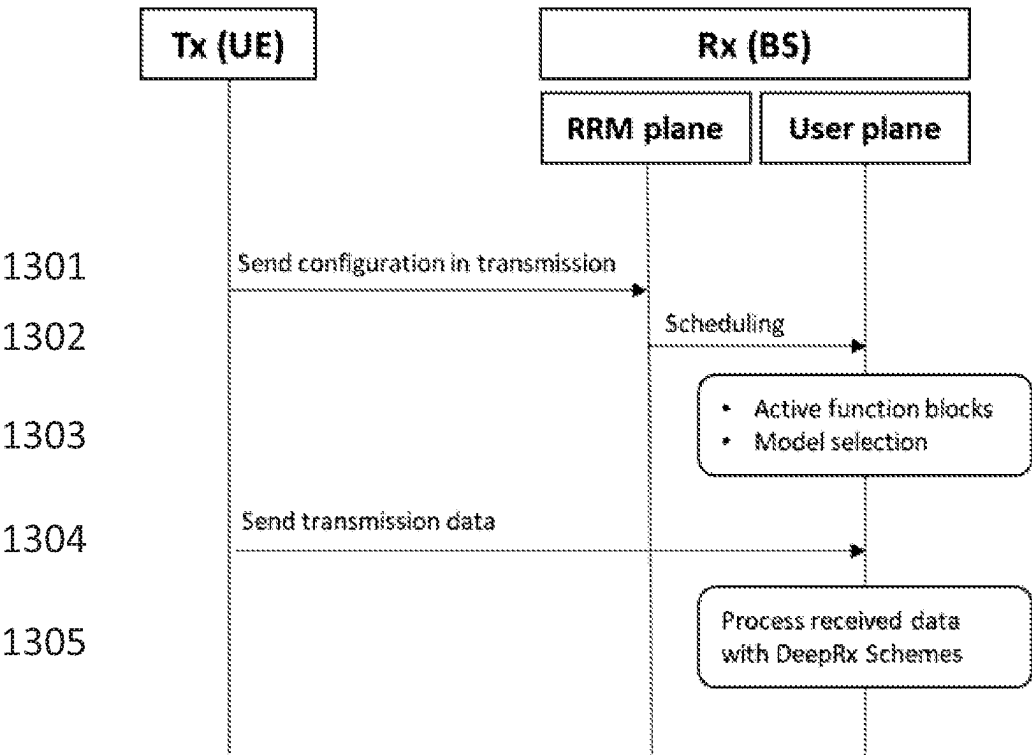 Tx (UE)
Rx (BS)
RRM plane
User plane
1301
Send configuration in transmission
1302
Scheduling
1303
• Active function blocks
• Model selection
1304
Send transmission data
1305
Process received data
with DeepRx Schemes